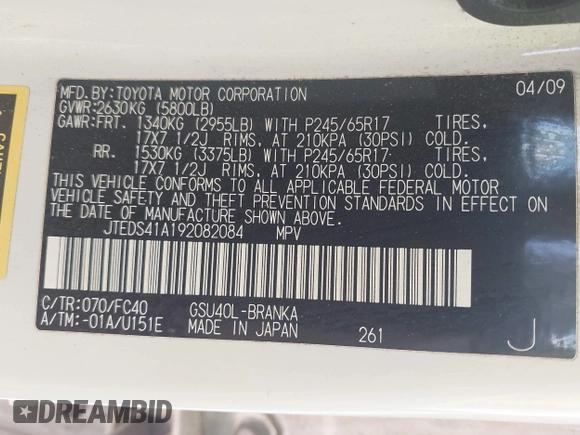 MFD.BY:TOYOTA MOTOR CORPORATION 04/09
GVWR:2630KG (5800LB)
GAWR:FRT. 1340KG (2955LB) WITH P245/65R17 TIRES,
17X7 1/2J RIMS, AT 210KPA (30PSI) COLD.
RR. 1530KG (3375LB) WITH P245/65R17 TIRES,
17X7 1/2J RIMS, AT 210KPA (30PSI) COLD.
THIS VEHICLE CONFORMS TO ALL APPLICABLE FEDERAL MOTOR
VEHICLE SAFETY AND THEFT PREVENTION STANDARDS IN EFFECT ON
THE DATE OF MANUFACTURE SHOWN ABOVE.
JTEDS41A192082084 MPV
C/TR:070/FC40 GSU40L-BRANKA
A/TM:-01A/U151E MADE IN JAPAN 261 J
DREAMBID